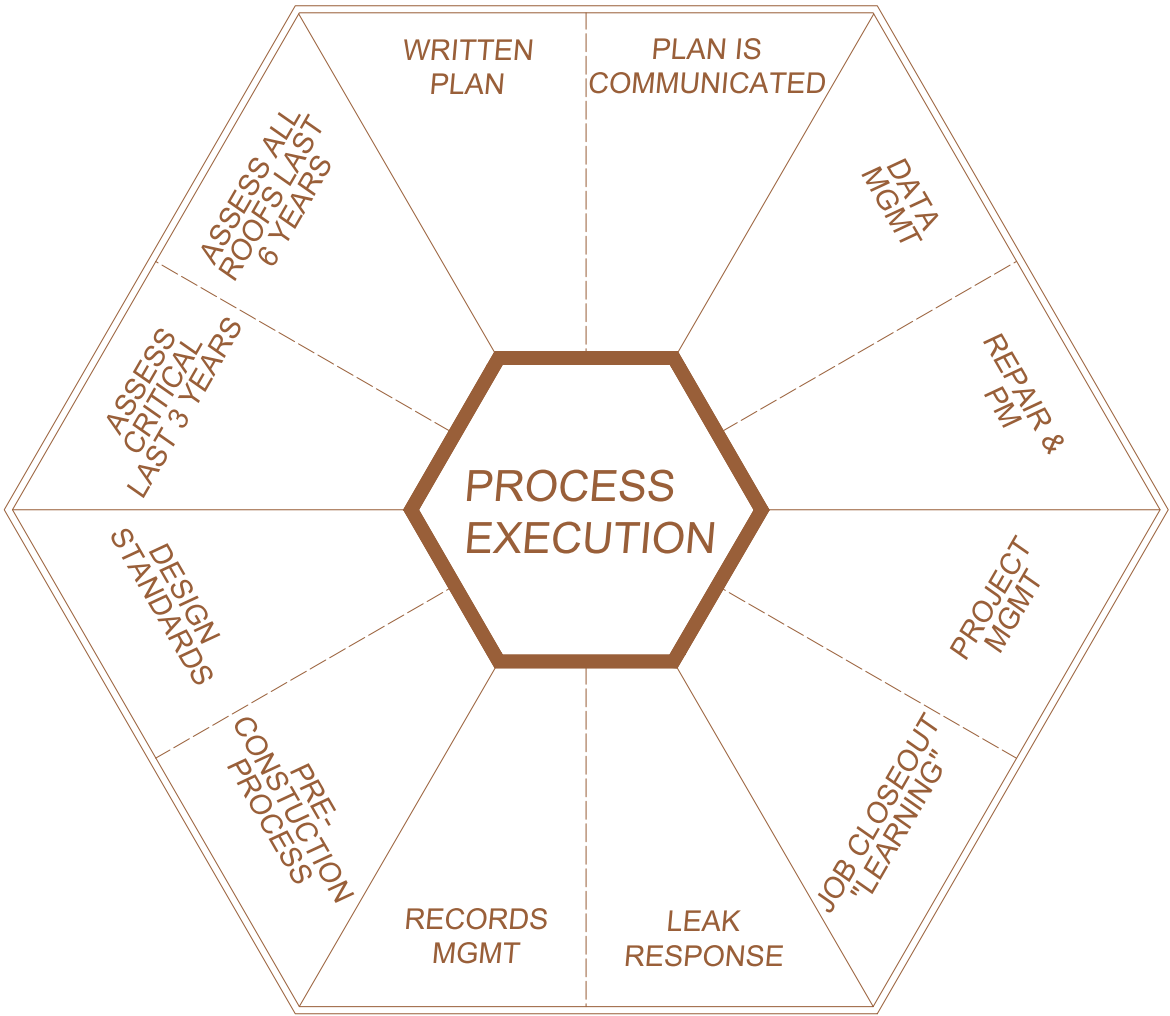 WRITTEN
PLAN
PLAN IS
COMMUNICATED
DATA
MGMT
REPAIR &
PM
PROJECT
MGMT
JOB CLOSEOUT
"LEARNING"
LEAK
RESPONSE
RECORDS
MGMT
PRE-
CONSTUCTION
PROCESS
DESIGN
STANDARDS
ASSESS
CRITICAL
LAST 3 YEARS
ASSESS ALL
ROOFS LAST
6 YEARS
PROCESS
EXECUTION